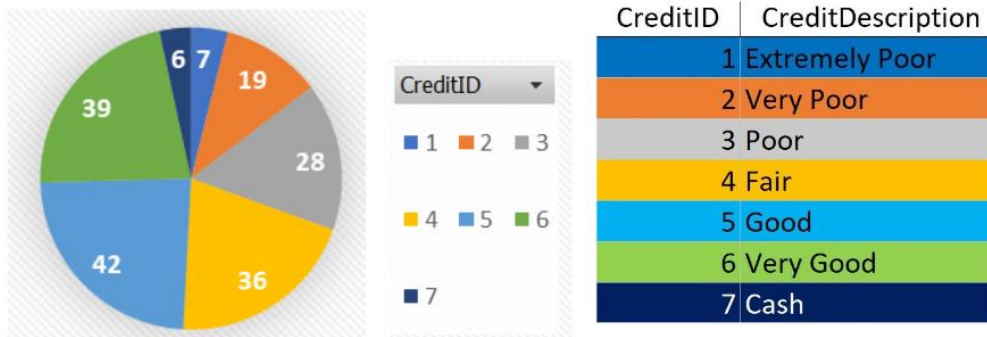 6 7
19
39
28
42
36
CreditID
1 2 3
4 5 6
7
CreditID CreditDescription
1 Extremely Poor
2 Very Poor
3 Poor
4 Fair
5 Good
6 Very Good
7 Cash